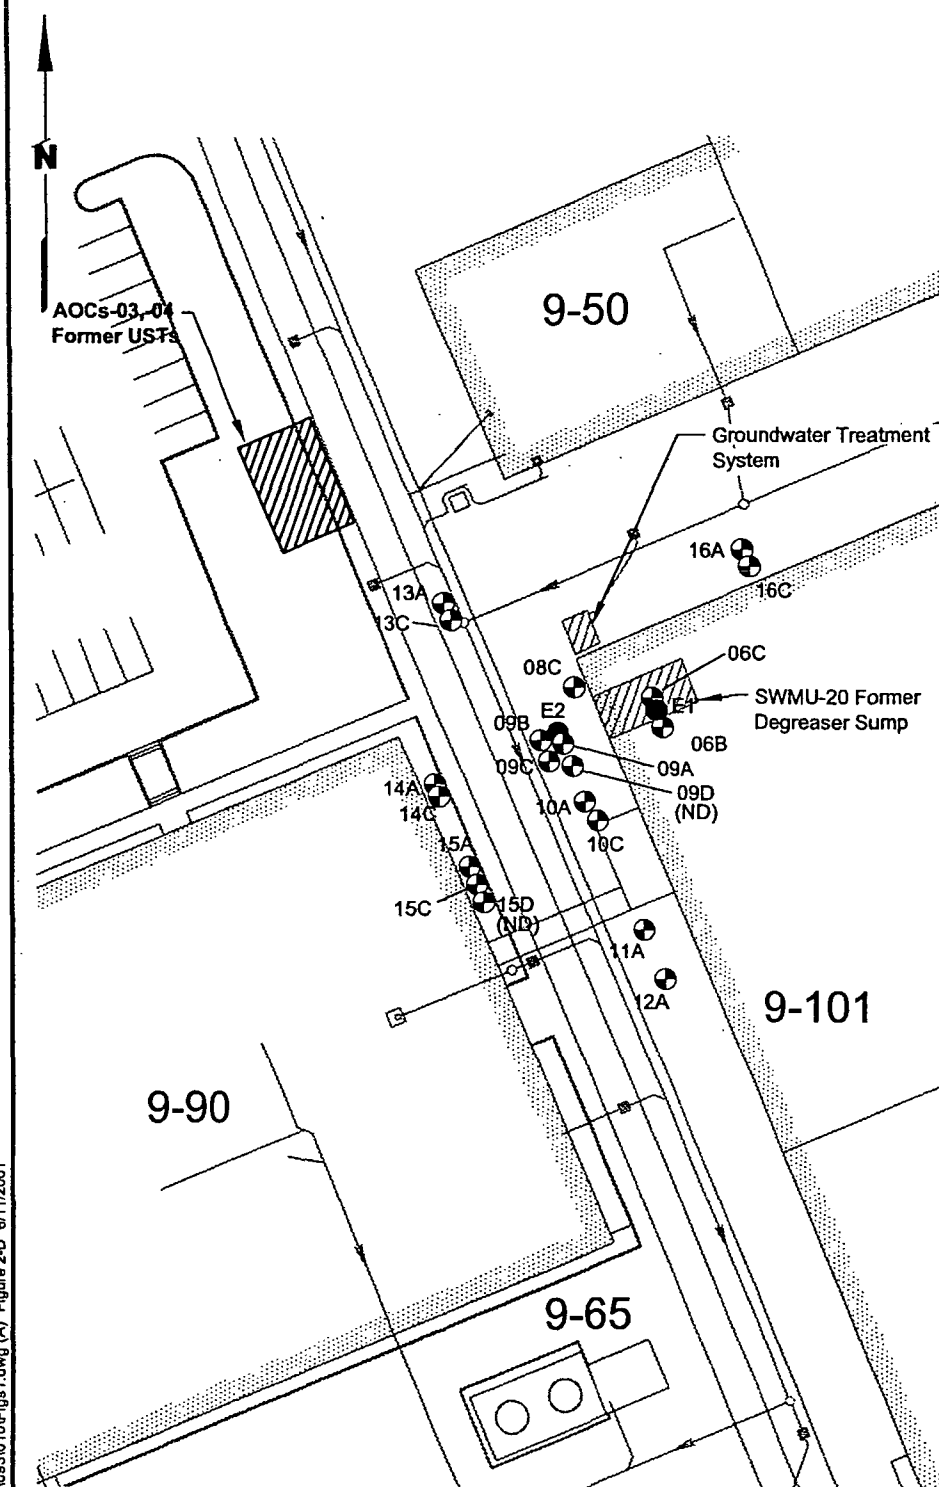 N
AOCs-03,-04
Former USTs
9-50
Groundwater Treatment
System
16A
16C
13A
13C
08C
06C
E1
SWMU-20 Former
Degreaser Sump
06B
E2
09B
09C
09A
09D
(ND)
10A
10C
14A
14C
15A
15C
15D
(ND)
11A
12A
9-101
9-90
9-65